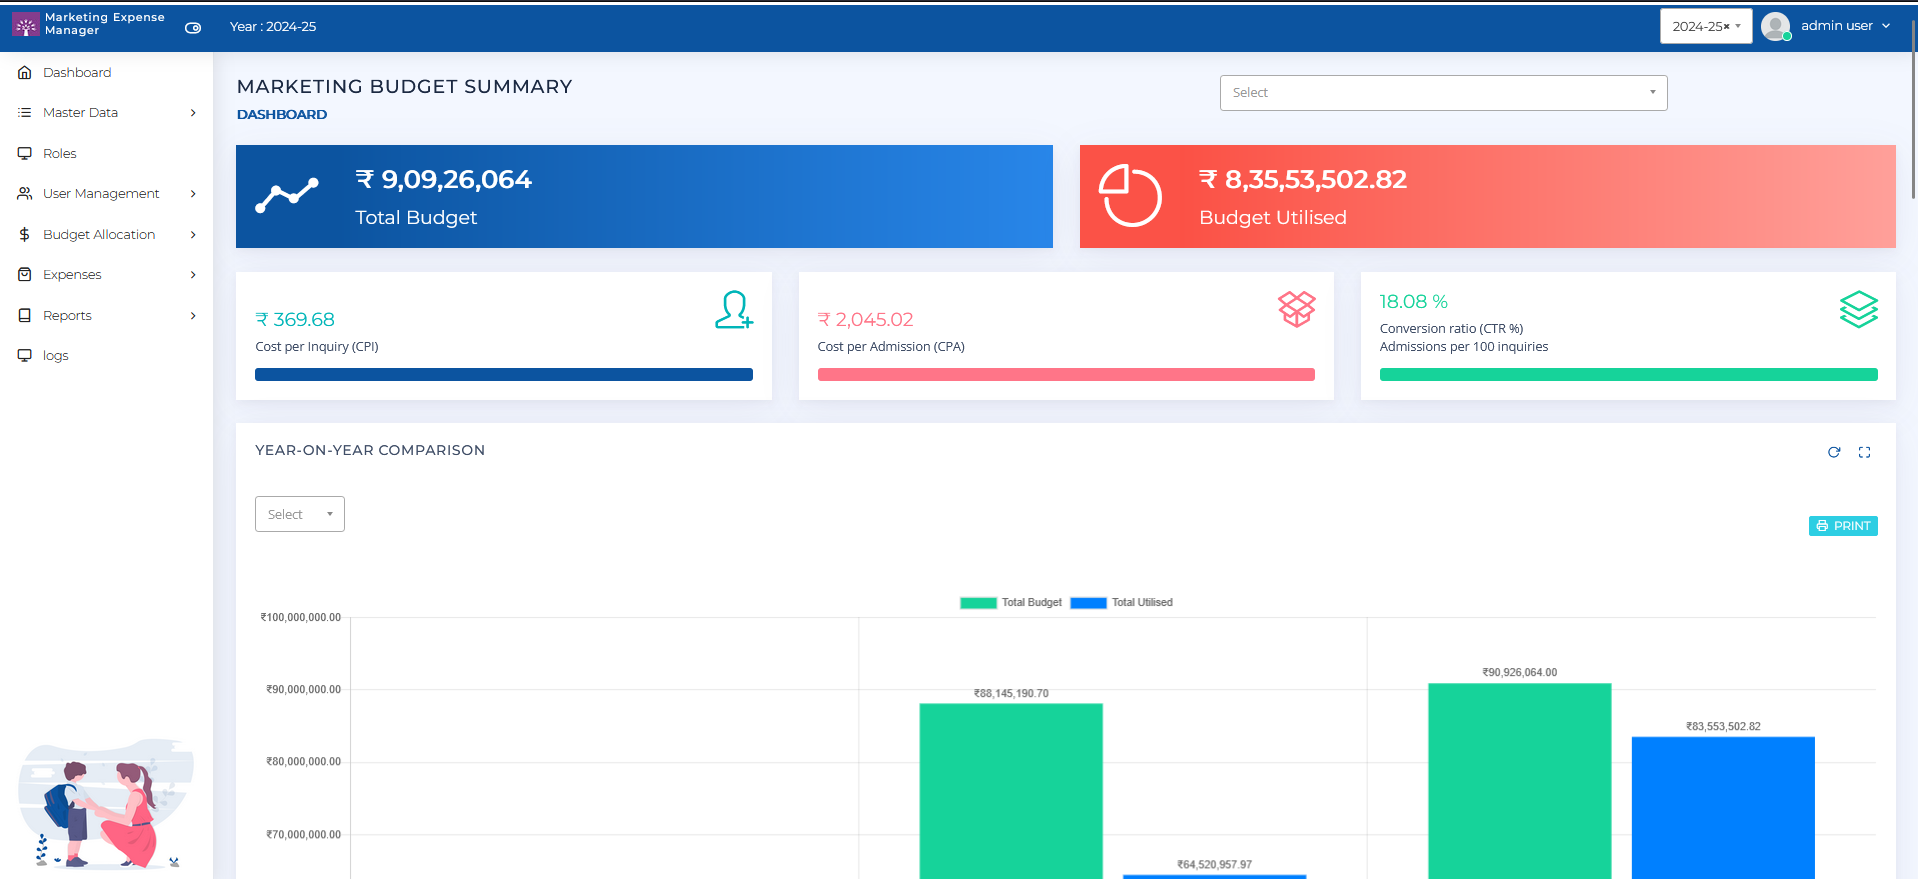 Marketing Expense
Manager
Year : 2024-25
2024-25×
admin user
Dashboard
Master Data
Roles
User Management
Budget Allocation
Expenses
Reports
logs
MARKETING BUDGET SUMMARY
DASHBOARD
Select
₹ 9,09,26,064
Total Budget
₹ 8,35,53,502.82
Budget Utilised
₹ 369.68
Cost per Inquiry (CPI)
₹ 2,045.02
Cost per Admission (CPA)
18.08 %
Conversion ratio (CTR %)
Admissions per 100 inquiries
YEAR-ON-YEAR COMPARISON
Select
PRINT
Total Budget
Total Utilised
₹100,000,000.00
₹90,000,000.00
₹80,000,000.00
₹70,000,000.00
₹88,145,190.70
₹64,520,957.97
₹90,926,064.00
₹83,553,502.82